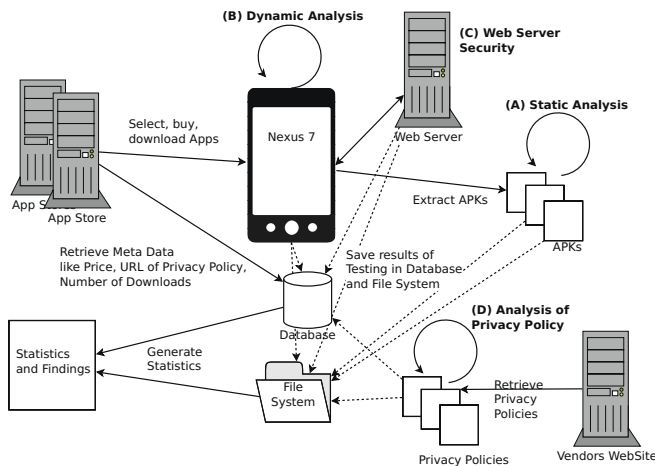 (B) Dynamic Analysis
(C) Web Server
Security
(A) Static Analysis
Select, buy,
download Apps
Nexus 7
Web Server
App Store
App Store
Extract APKs
APKs
Retrieve Meta Data
like Price, URL of Privacy Policy,
Number of Downloads
Save results of
Testing in Database
and File System
Database
(D) Analysis of
Privacy Policy
Statistics
and Findings
Generate
Statistics
File
System
Retrieve
Privacy
Policies
Privacy Policies
Vendors WebSite